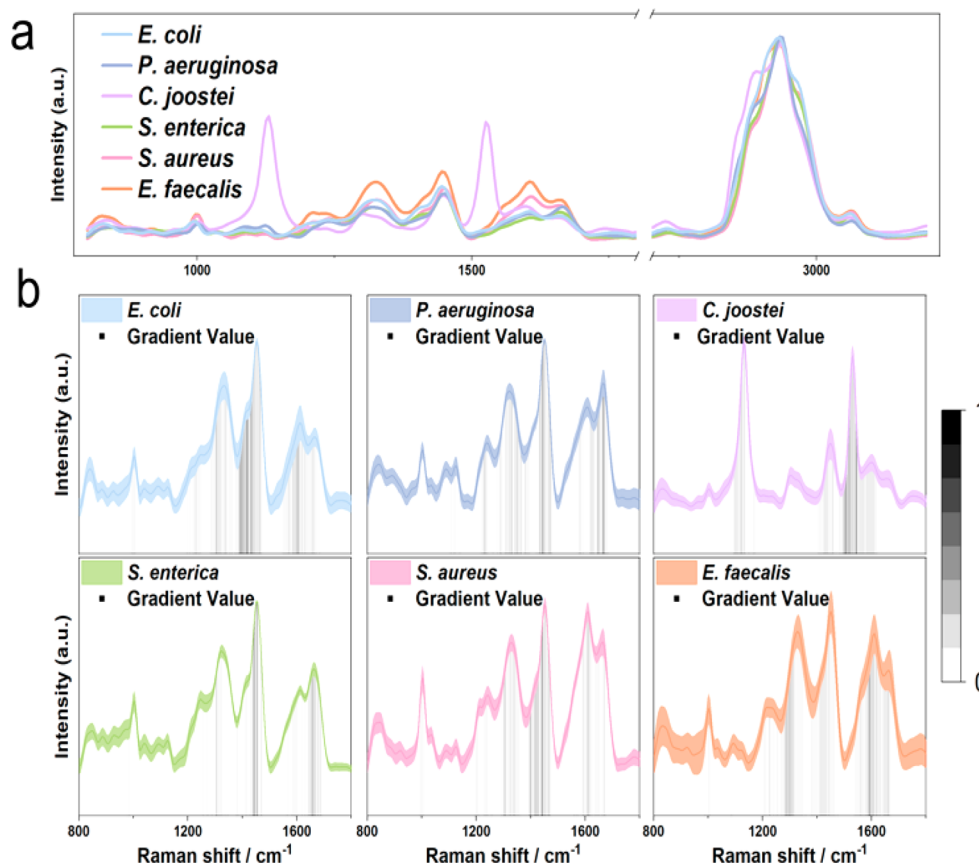 a
E. coli
P. aeruginosa
C. joostei
S. enterica
S. aureus
E. faecalis
Intensity (a.u.)
1000 1500 3000
b
E. coli
Gradient Value
P. aeruginosa
Gradient Value
C. joostei
Gradient Value
Intensity (a.u.)
1
0
S. enterica
Gradient Value
S. aureus
Gradient Value
E. faecalis
Gradient Value
Intensity (a.u.)
800 1200 1600 800 1200 1600 800 1200 1600
Raman shift / cm⁻¹ Raman shift / cm⁻¹ Raman shift / cm⁻¹